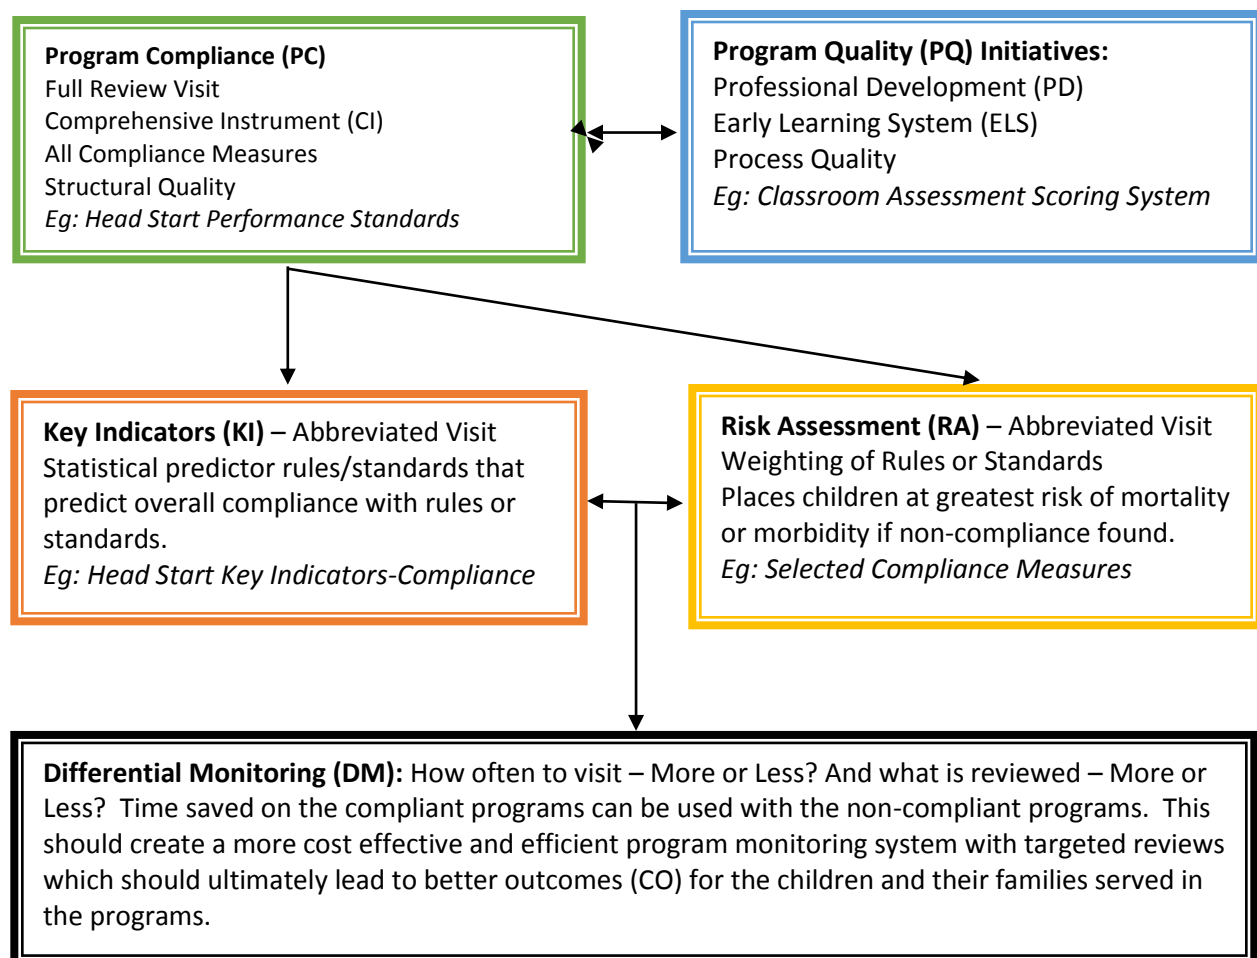 Program Compliance (PC)
Full Review Visit
Comprehensive Instrument (CI)
All Compliance Measures
Structural Quality
Eg: Head Start Performance Standards
Program Quality (PQ) Initiatives:
Professional Development (PD)
Early Learning System (ELS)
Process Quality
Eg: Classroom Assessment Scoring System
Key Indicators (KI) – Abbreviated Visit
Statistical predictor rules/standards that
predict overall compliance with rules or
standards.
Eg: Head Start Key Indicators-Compliance
Risk Assessment (RA) – Abbreviated Visit
Weighting of Rules or Standards
Places children at greatest risk of mortality
or morbidity if non-compliance found.
Eg: Selected Compliance Measures
Differential Monitoring (DM): How often to visit – More or Less? And what is reviewed – More or
Less?  Time saved on the compliant programs can be used with the non-compliant programs.  This
should create a more cost effective and efficient program monitoring system with targeted reviews
which should ultimately lead to better outcomes (CO) for the children and their families served in
the programs.